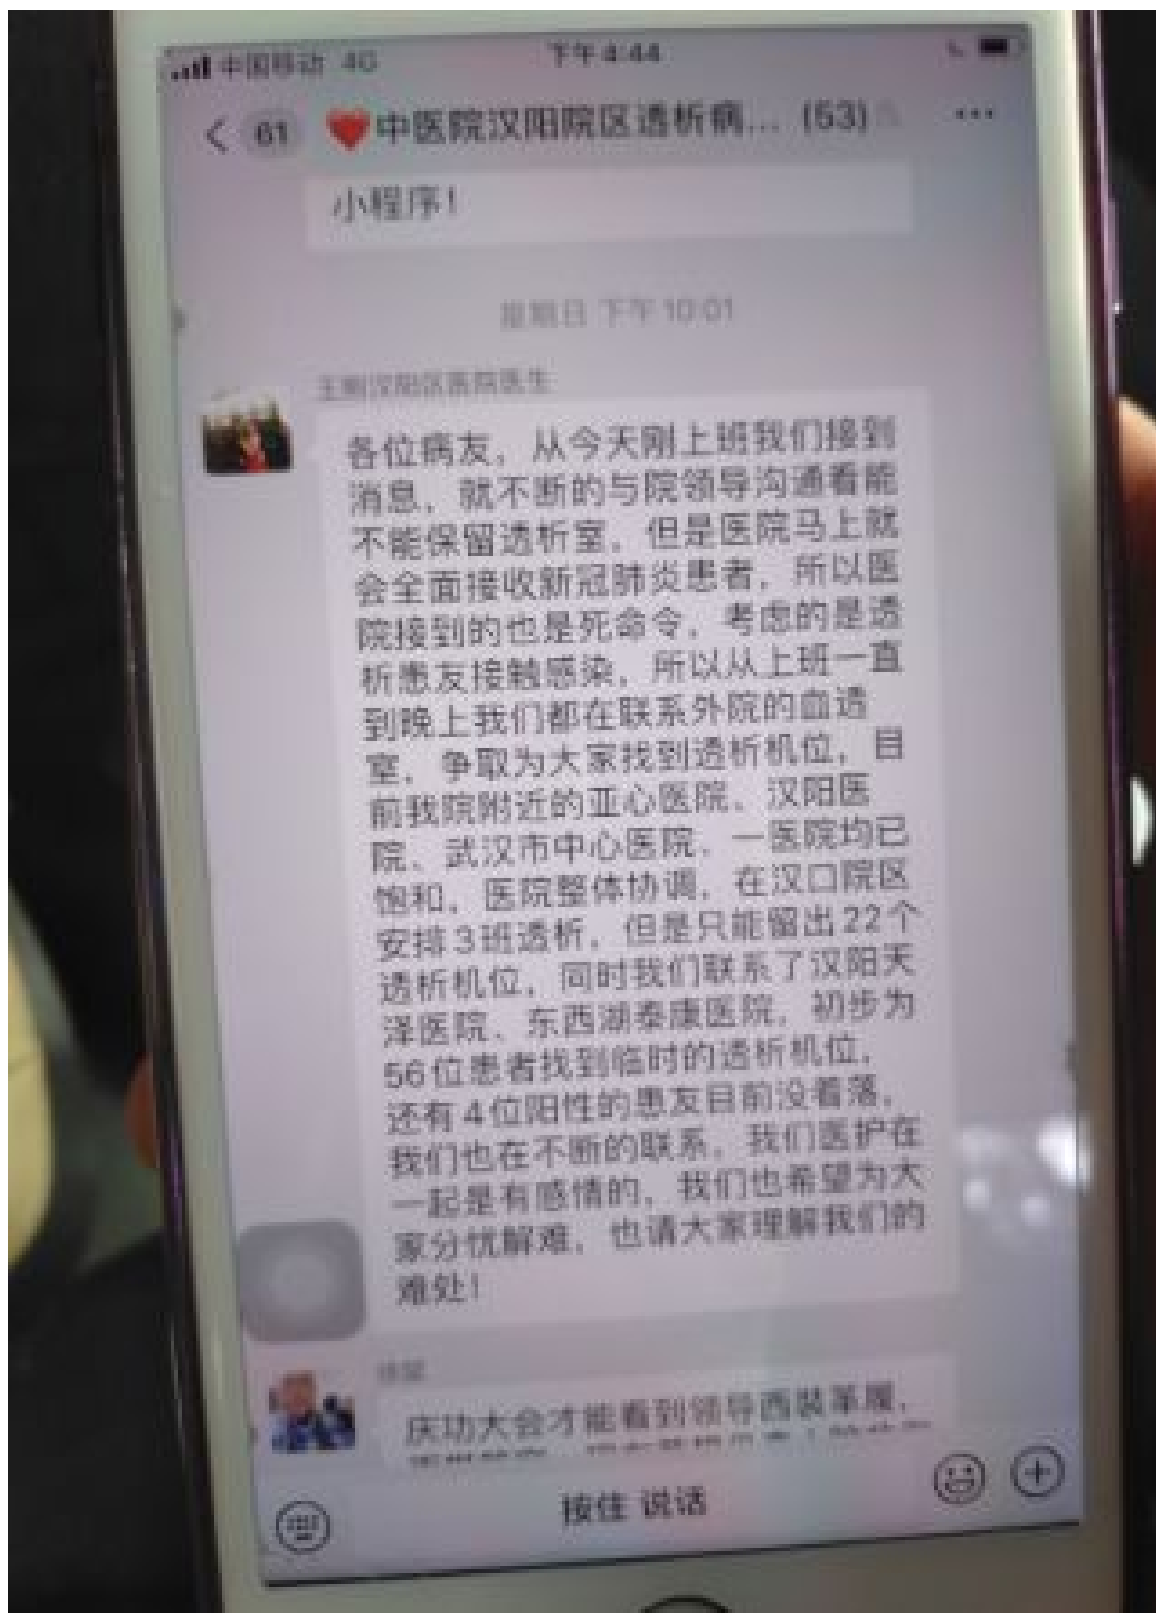 中国移动 4G 下午4:44
61 ❤中医院汉阳院区透析病... (53)
小程序！
星期日 下午 10:01
汉阳区医院医生
各位病友，从今天刚上班我们接到
消息，就不断的与院领导沟通看能
不能保留透析室，但是医院马上就
会全面接收新冠肺炎患者，所以医
院接到的也是死命令，考虑的是透
析患友接触感染，所以从上班一直
到晚上我们都在联系外院的血透
室，争取为大家找到透析机位，目
前我院附近的亚心医院、汉阳医
院、武汉市中心医院、一医院均已
饱和，医院整体协调，在汉口院区
安排3班透析，但是只能留出22个
透析机位，同时我们联系了汉阳天
泽医院、东西湖泰康医院，初步为
56位患者找到临时的透析机位，
还有4位阳性的患友目前没着落，
我们也在不断的联系，我们医护在
一起是有感情的，我们也希望为大
家分忧解难，也请大家理解我们的
难处！
庆功大会才能看到领导西装革履，
按住 说话